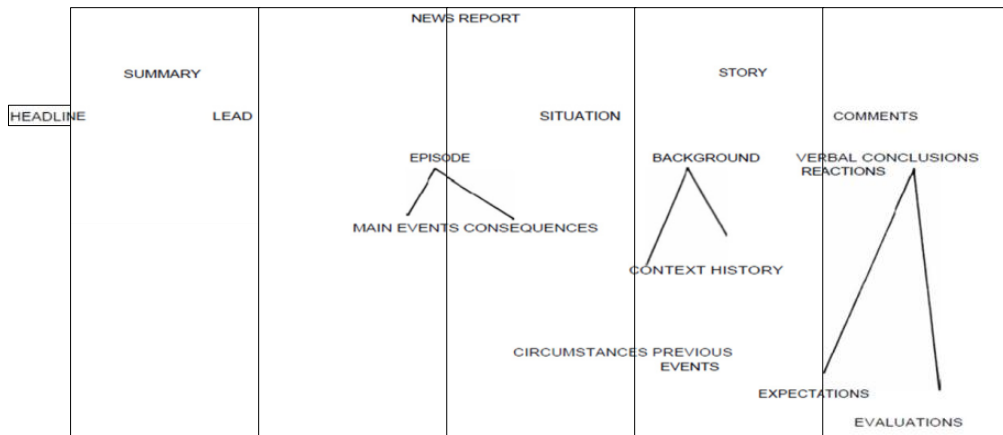 NEWS REPORT
SUMMARY STORY
HEADLINE LEAD SITUATION COMMENTS
EPISODE BACKGROUND VERBAL CONCLUSIONS
REACTIONS
MAIN EVENTS CONSEQUENCES
CONTEXT HISTORY
CIRCUMSTANCES PREVIOUS
EVENTS
EXPECTATIONS
EVALUATIONS